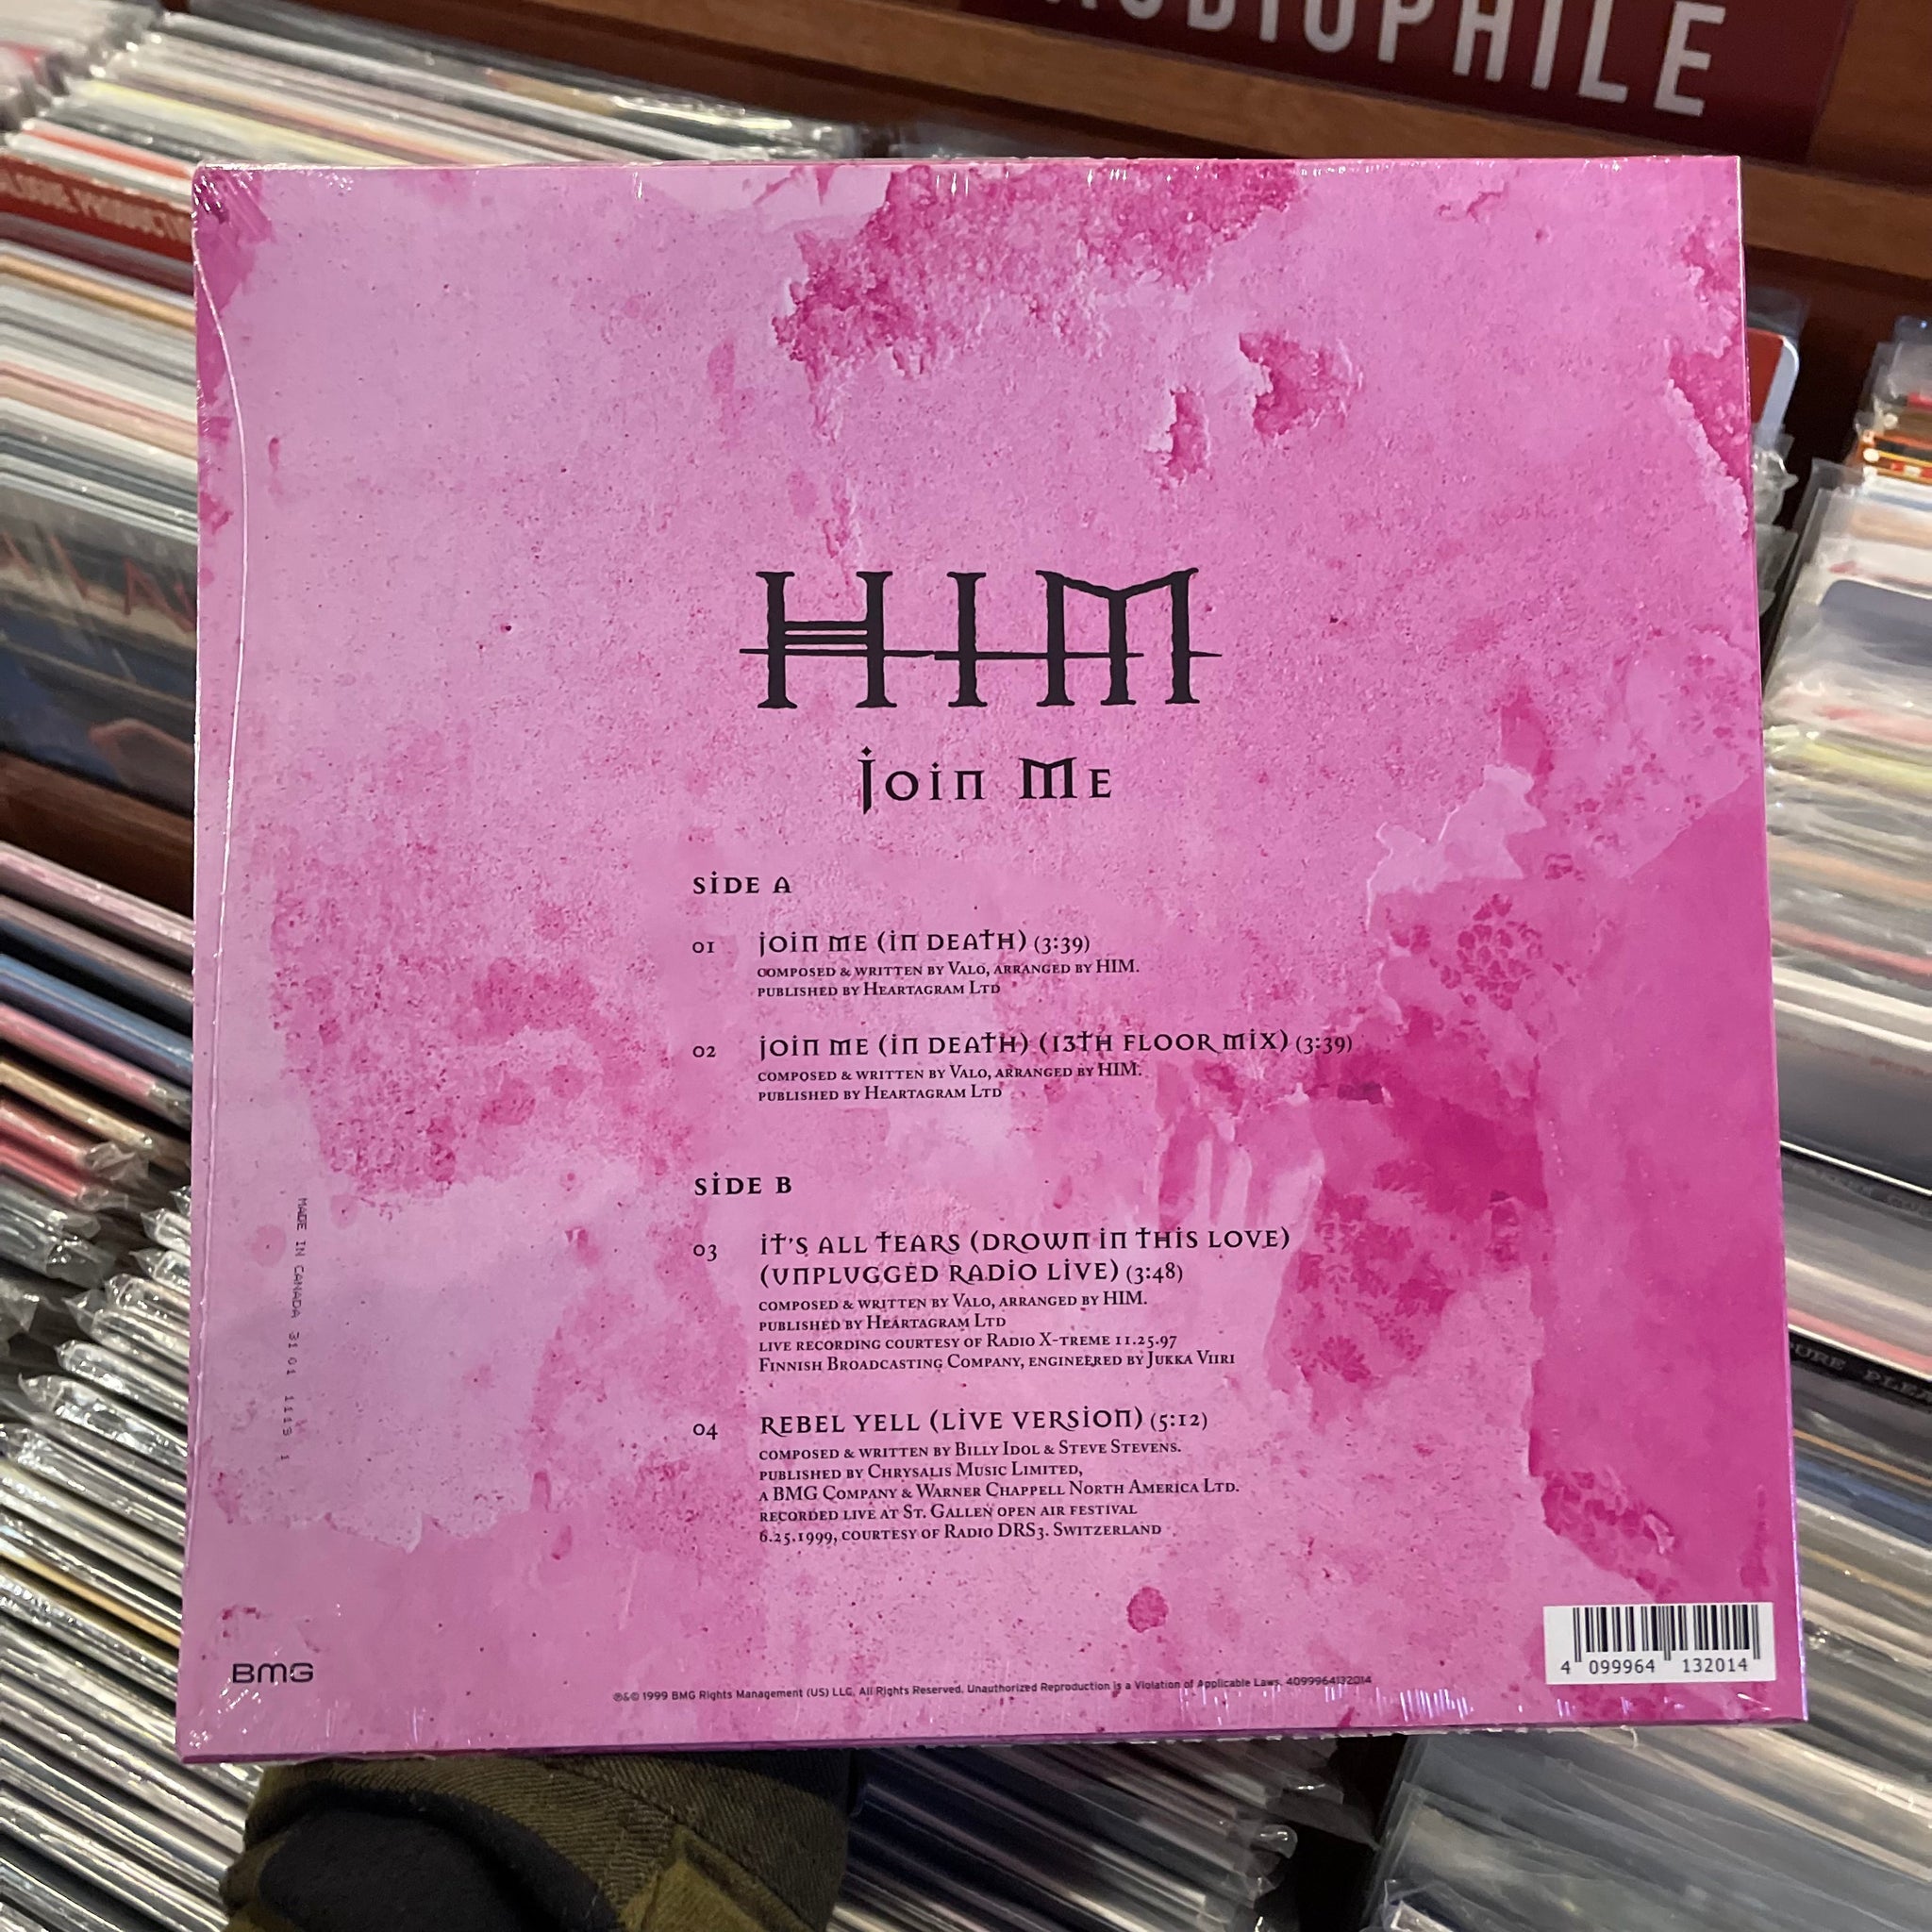 AUDIOPHILE
HIM
Join Me
SIDE A
01 JOIN ME (IN DEATH) (3:39)
COMPOSED & WRITTEN BY VALO, ARRANGED BY HIM.
PUBLISHED BY HEARTAGRAM LTD
02 JOIN ME (IN DEATH) (13TH FLOOR MIX) (3:39)
COMPOSED & WRITTEN BY VALO, ARRANGED BY HIM.
PUBLISHED BY HEARTAGRAM LTD
SIDE B
03 IT'S ALL TEARS (DROWN IN THIS LOVE)
(UNPLUGGED RADIO LIVE) (3:48)
COMPOSED & WRITTEN BY VALO, ARRANGED BY HIM.
PUBLISHED BY HEARTAGRAM LTD
LIVE RECORDING COURTESY OF RADIO X-TREME 11.25.97
FINNISH BROADCASTING COMPANY, ENGINEERED BY JUKKA VIIRI
04 REBEL YELL (LIVE VERSION) (5:12)
COMPOSED & WRITTEN BY BILLY IDOL & STEVE STEVENS.
PUBLISHED BY CHRYSALIS MUSIC LIMITED,
A BMG COMPANY & WARNER CHAPPELL NORTH AMERICA LTD.
RECORDED LIVE AT ST. GALLEN OPEN AIR FESTIVAL
6.25.1999, COURTESY OF RADIO DRS3. SWITZERLAND
MADE IN CANADA 31 01
BMG
℗&© 1999 BMG Rights Management (US) LLC. All Rights Reserved. Unauthorized Reproduction is a Violation of Applicable Laws. 4099964132014
4 099964 132014